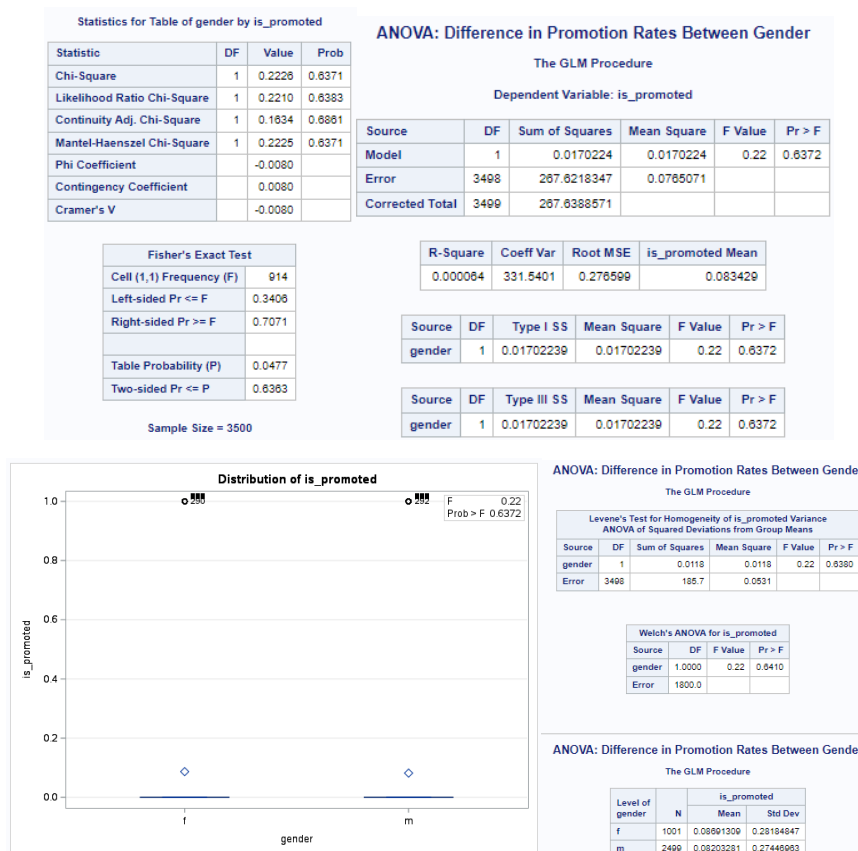 Statistics for Table of gender by is_promoted
Statistic DF Value Prob
Chi-Square 1 0.2226 0.6371
Likelihood Ratio Chi-Square 1 0.2210 0.6383
Continuity Adj. Chi-Square 1 0.1634 0.6861
Mantel-Haenszel Chi-Square 1 0.2225 0.6371
Phi Coefficient -0.0080
Contingency Coefficient 0.0080
Cramer's V -0.0080
Fisher's Exact Test
Cell (1,1) Frequency (F) 914
Left-sided Pr <= F 0.3406
Right-sided Pr >= F 0.7071
Table Probability (P) 0.0477
Two-sided Pr <= P 0.6363
Sample Size = 3500
ANOVA: Difference in Promotion Rates Between Gender
The GLM Procedure
Dependent Variable: is_promoted
Source DF Sum of Squares Mean Square F Value Pr > F
Model 1 0.0170224 0.0170224 0.22 0.6372
Error 3498 267.6218347 0.0765071
Corrected Total 3499 267.6388571
R-Square Coeff Var Root MSE is_promoted Mean
0.000064 331.5401 0.276599 0.083429
Source DF Type I SS Mean Square F Value Pr > F
gender 1 0.01702239 0.01702239 0.22 0.6372
Source DF Type III SS Mean Square F Value Pr > F
gender 1 0.01702239 0.01702239 0.22 0.6372
Distribution of is_promoted
F 0.22
Prob > F 0.6372
290
292
1.0
0.8
0.6
0.4
0.2
0.0
is_promoted
f m
gender
ANOVA: Difference in Promotion Rates Between Gende
The GLM Procedure
Levene's Test for Homogeneity of is_promoted Variance
ANOVA of Squared Deviations from Group Means
Source DF Sum of Squares Mean Square F Value Pr > F
gender 1 0.0118 0.0118 0.22 0.6380
Error 3498 185.7 0.0531
Welch's ANOVA for is_promoted
Source DF F Value Pr > F
gender 1.0000 0.22 0.6410
Error 1800.0
ANOVA: Difference in Promotion Rates Between Gende
The GLM Procedure
Level of gender N is_promoted
Mean Std Dev
f 1001 0.08691309 0.28184847
m 2499 0.08203281 0.27446963